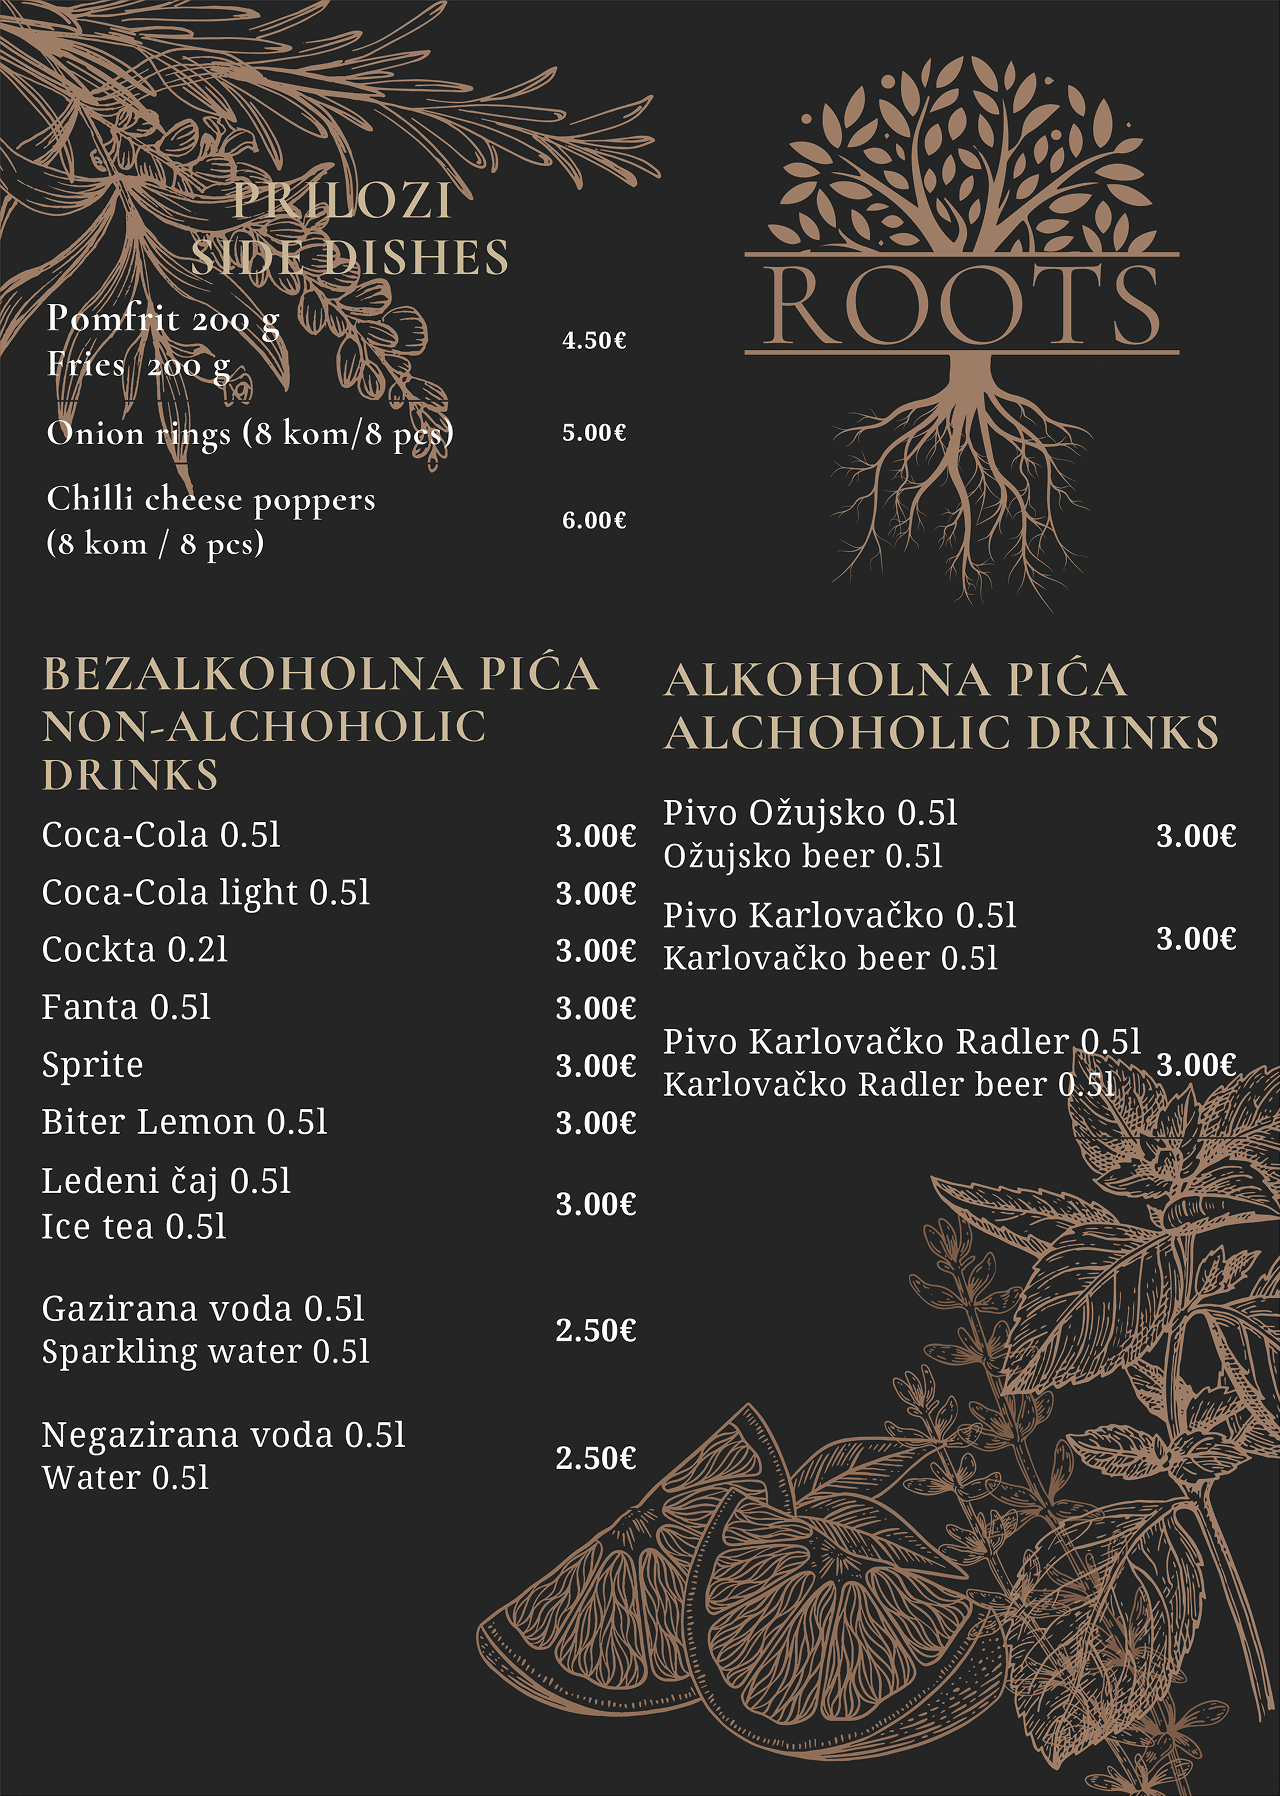 PRILOZI
SIDE DISHES
Pomfrit 200 g
Fries 200 g
4.50€
Onion rings (8 kom/8 pcs)
5.00€
Chilli cheese poppers
(8 kom / 8 pcs)
6.00€
ROOTS
BEZALKOHOLNA PIĆA
NON-ALCHOHOLIC
DRINKS
Coca-Cola 0.5l 3.00€
Coca-Cola light 0.5l 3.00€
Cockta 0.2l 3.00€
Fanta 0.5l 3.00€
Sprite 3.00€
Biter Lemon 0.5l 3.00€
Ledeni čaj 0.5l
Ice tea 0.5l
3.00€
Gazirana voda 0.5l
Sparkling water 0.5l
2.50€
Negazirana voda 0.5l
Water 0.5l
2.50€
ALKOHOLNA PIĆA
ALCHOHOLIC DRINKS
Pivo Ožujsko 0.5l
Ožujsko beer 0.5l
3.00€
Pivo Karlovačko 0.5l
Karlovačko beer 0.5l
3.00€
Pivo Karlovačko Radler 0.5l
Karlovačko Radler beer 0.5l
3.00€